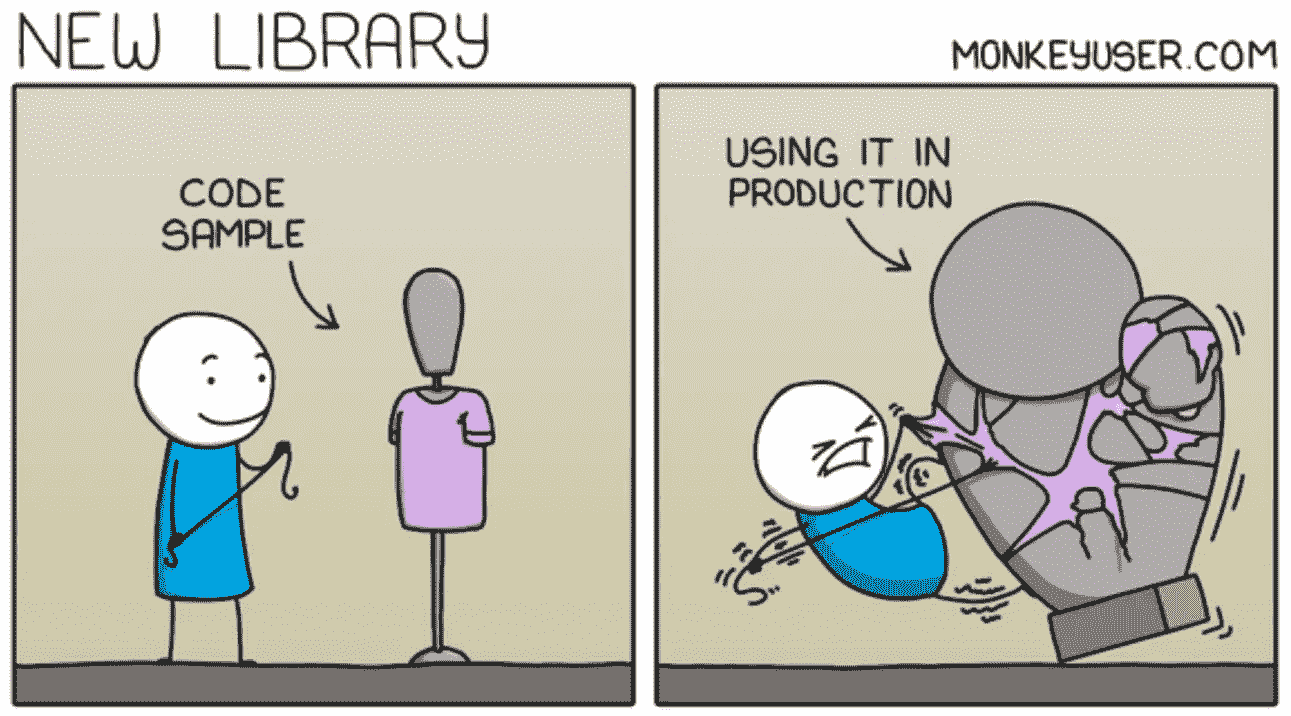 NEW LIBRARY
MONKEYUSER.COM
CODE
SAMPLE
USING IT IN
PRODUCTION